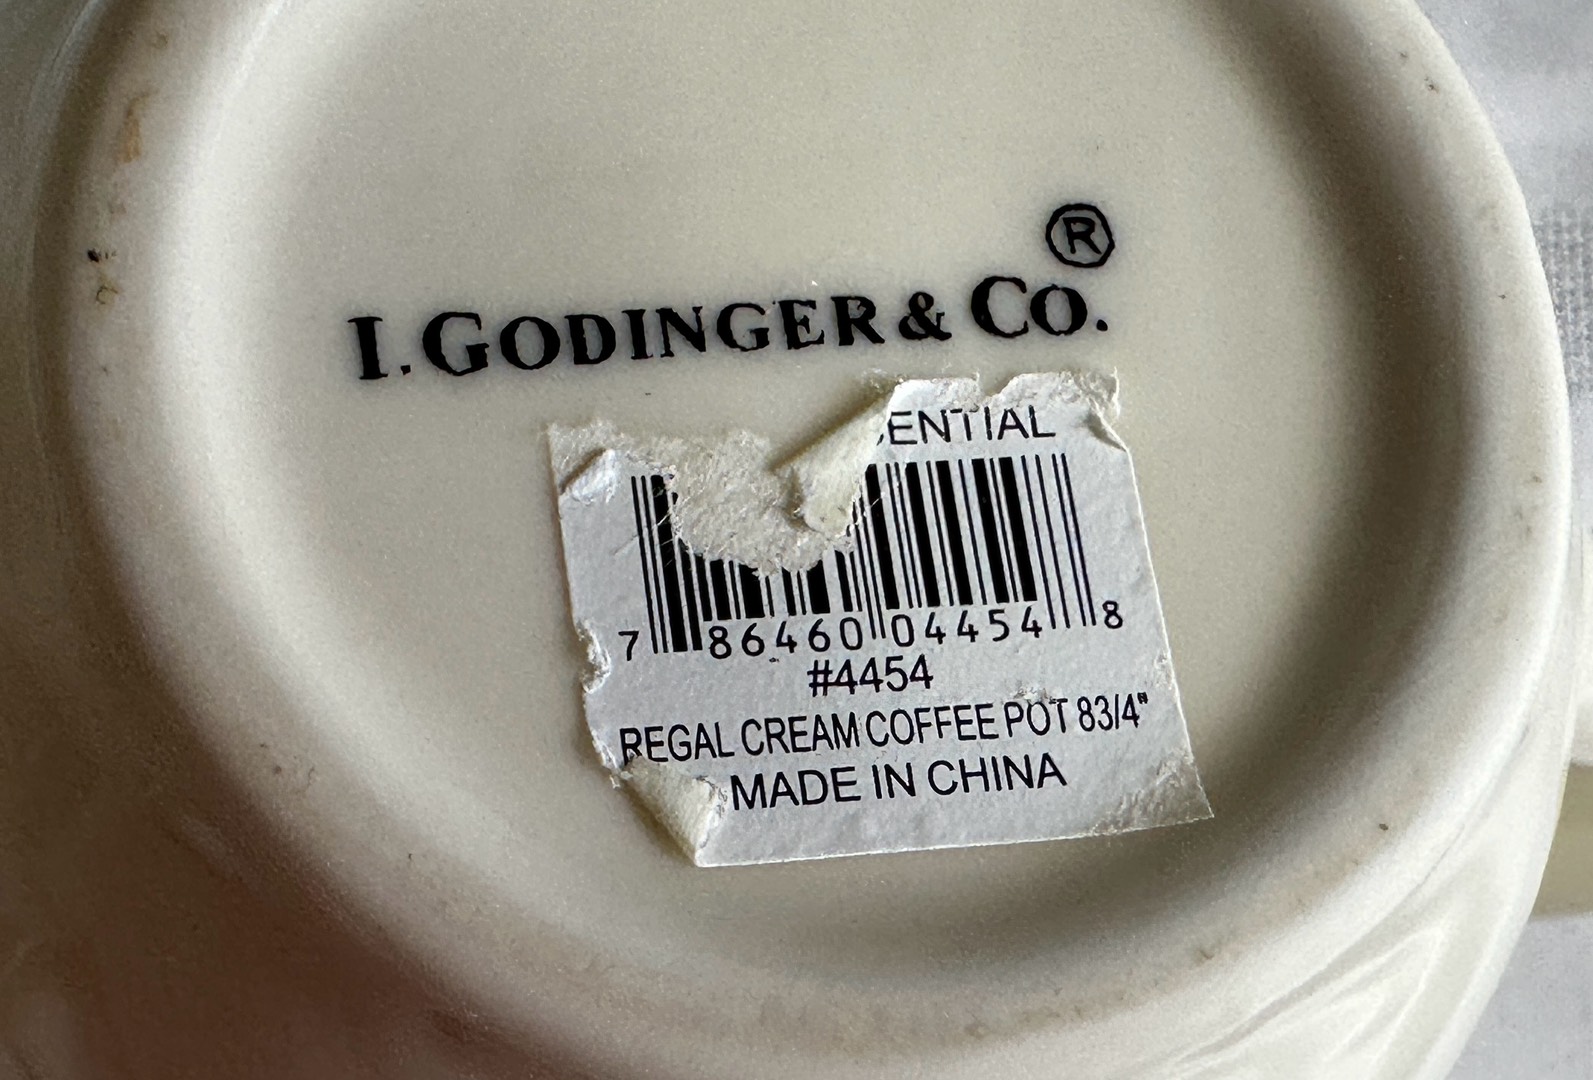 I. GODINGER & CO.®
7 86460 04454 8
#4454
REGAL CREAM COFFEE POT 83/4"
MADE IN CHINA